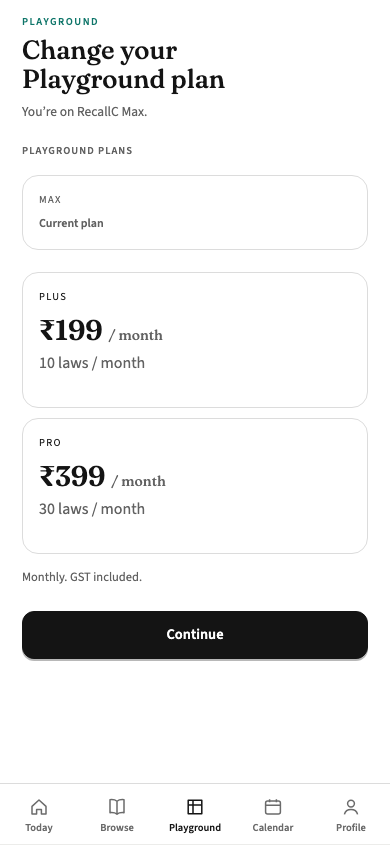 PLAYGROUND
Change your
Playground plan
You’re on RecallC Max.
PLAYGROUND PLANS
MAX
Current plan
PLUS
₹199 / month
10 laws / month
PRO
₹399 / month
30 laws / month
Monthly. GST included.
Continue
Today Browse Playground Calendar Profile